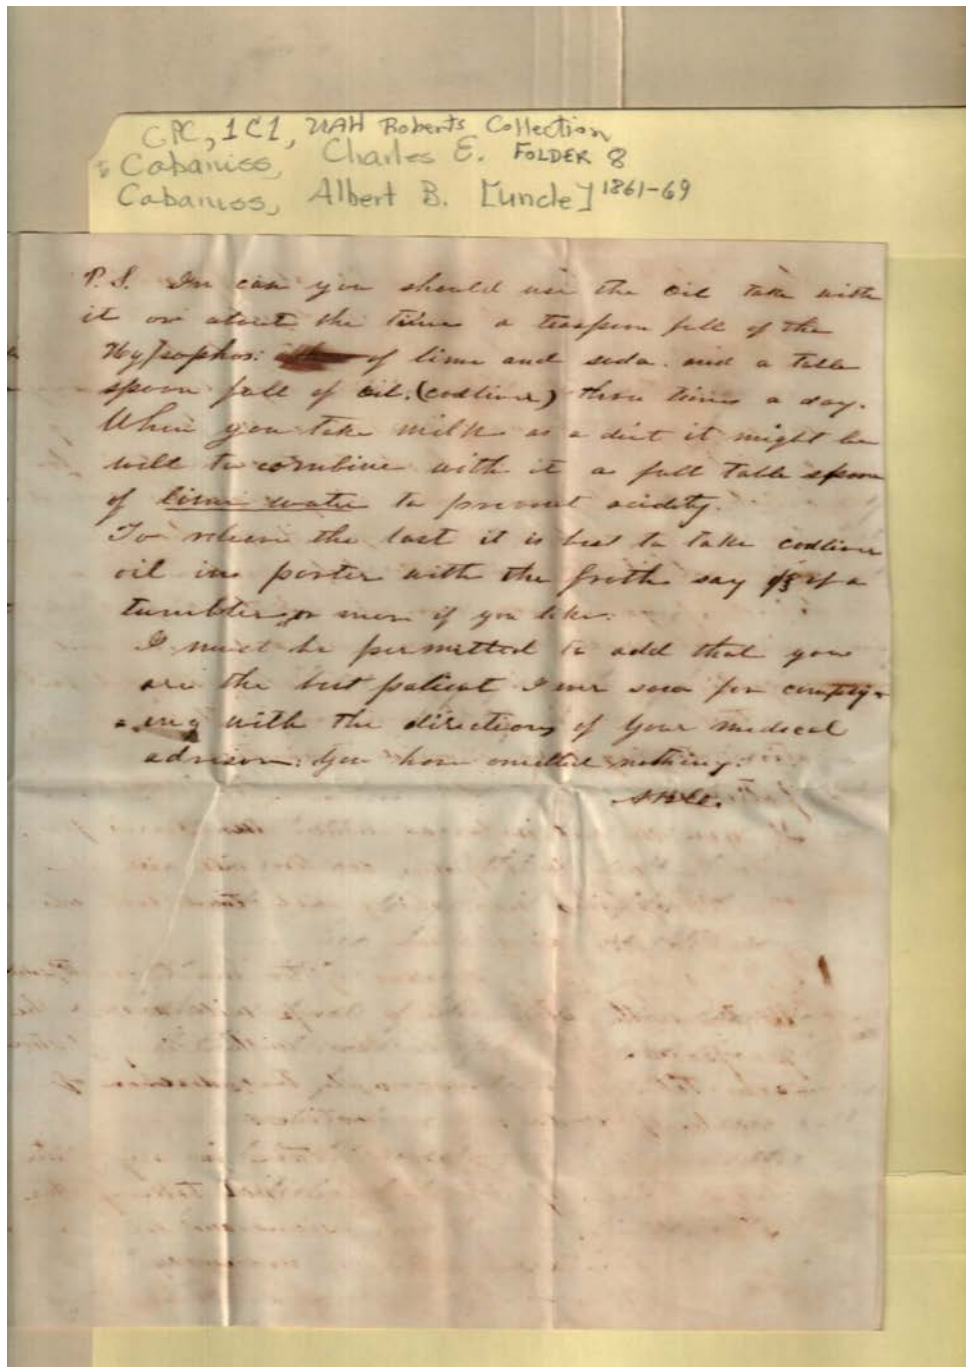 CPC, 1C1, UAH Roberts Collection
Cabaniss, Charles E. FOLDER 8
Cabaniss, Albert B. [uncle] 1861-69
P.S. In case you should use the oil take with
it or about the time a teaspoon full of the
Hypophos: of lime and soda. and a table
spoon full of oil. (codliver) three times a day.
When you take milk as a diet it might be
well to combine with it a full table spoon
of lime water to prevent acidity.
To relieve the tast it is best to take codliver
oil in porter with the froth say 1/3 of a
tumbler or more if you like.
I must be permitted to add that you
are the best patient I ever saw for comply-
ing with the directions of your medical
advisor: You have omitted nothing.